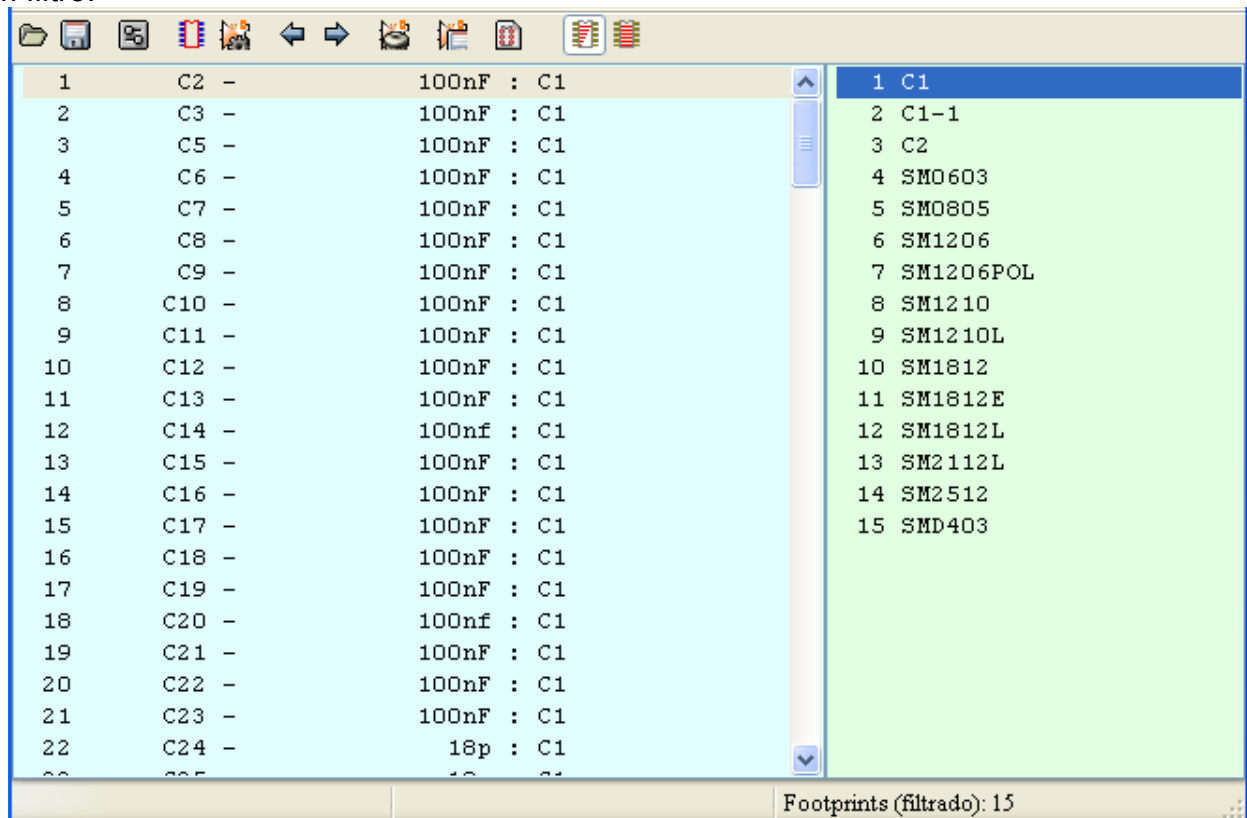 1 C2 - 100nF : C1
2 C3 - 100nF : C1
3 C5 - 100nF : C1
4 C6 - 100nF : C1
5 C7 - 100nF : C1
6 C8 - 100nF : C1
7 C9 - 100nF : C1
8 C10 - 100nF : C1
9 C11 - 100nF : C1
10 C12 - 100nF : C1
11 C13 - 100nF : C1
12 C14 - 100nf : C1
13 C15 - 100nF : C1
14 C16 - 100nF : C1
15 C17 - 100nF : C1
16 C18 - 100nF : C1
17 C19 - 100nF : C1
18 C20 - 100nf : C1
19 C21 - 100nF : C1
20 C22 - 100nF : C1
21 C23 - 100nF : C1
22 C24 - 18p : C1
1 C1
2 C1-1
3 C2
4 SM0603
5 SM0805
6 SM1206
7 SM1206POL
8 SM1210
9 SM1210L
10 SM1812
11 SM1812E
12 SM1812L
13 SM2112L
14 SM2512
15 SMD403
Footprints (filtrado): 15